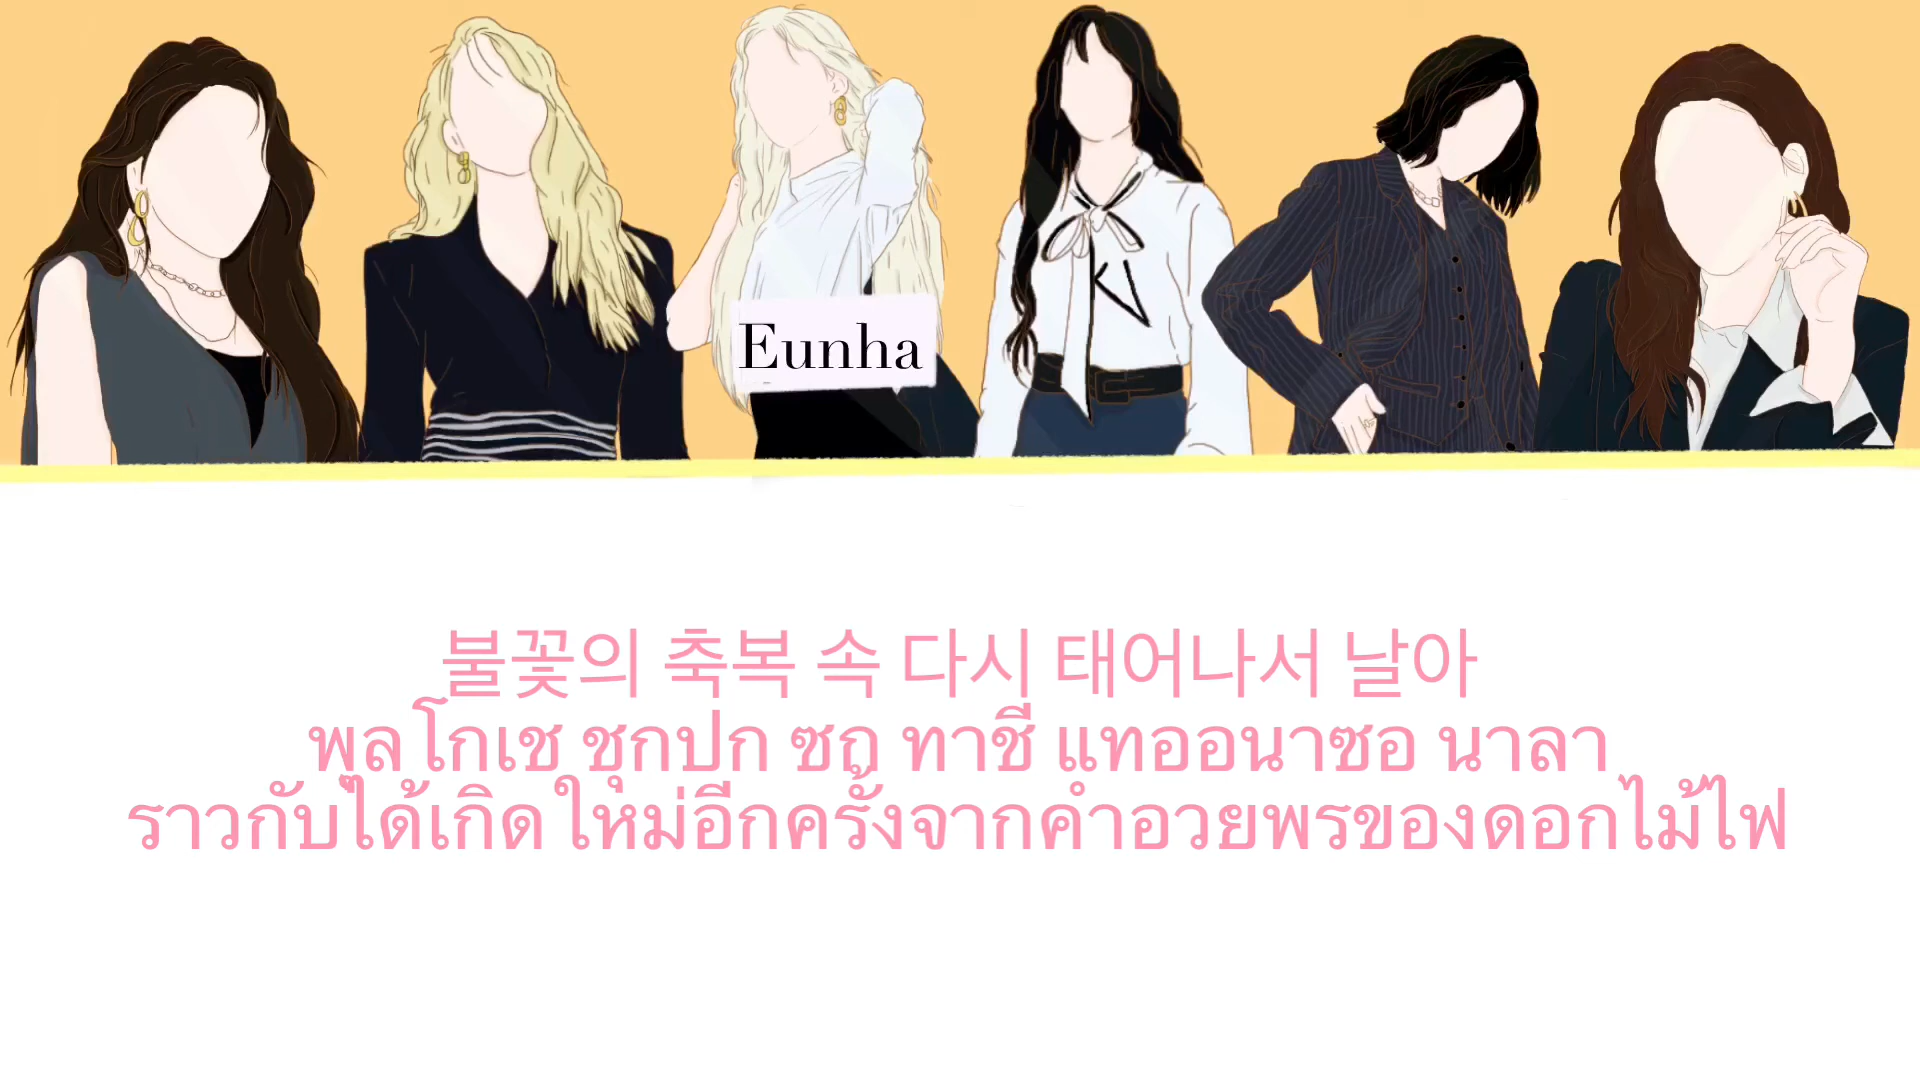 Eunha
불꽃의 축복 속 다시 태어나서 날아
พุลโกเช ชุกปก ซก ทาชี แทออนาซอ นาลา
ราวกับได้เกิดใหม่อีกครั้งจากคำอวยพรของดอกไม้ไฟ